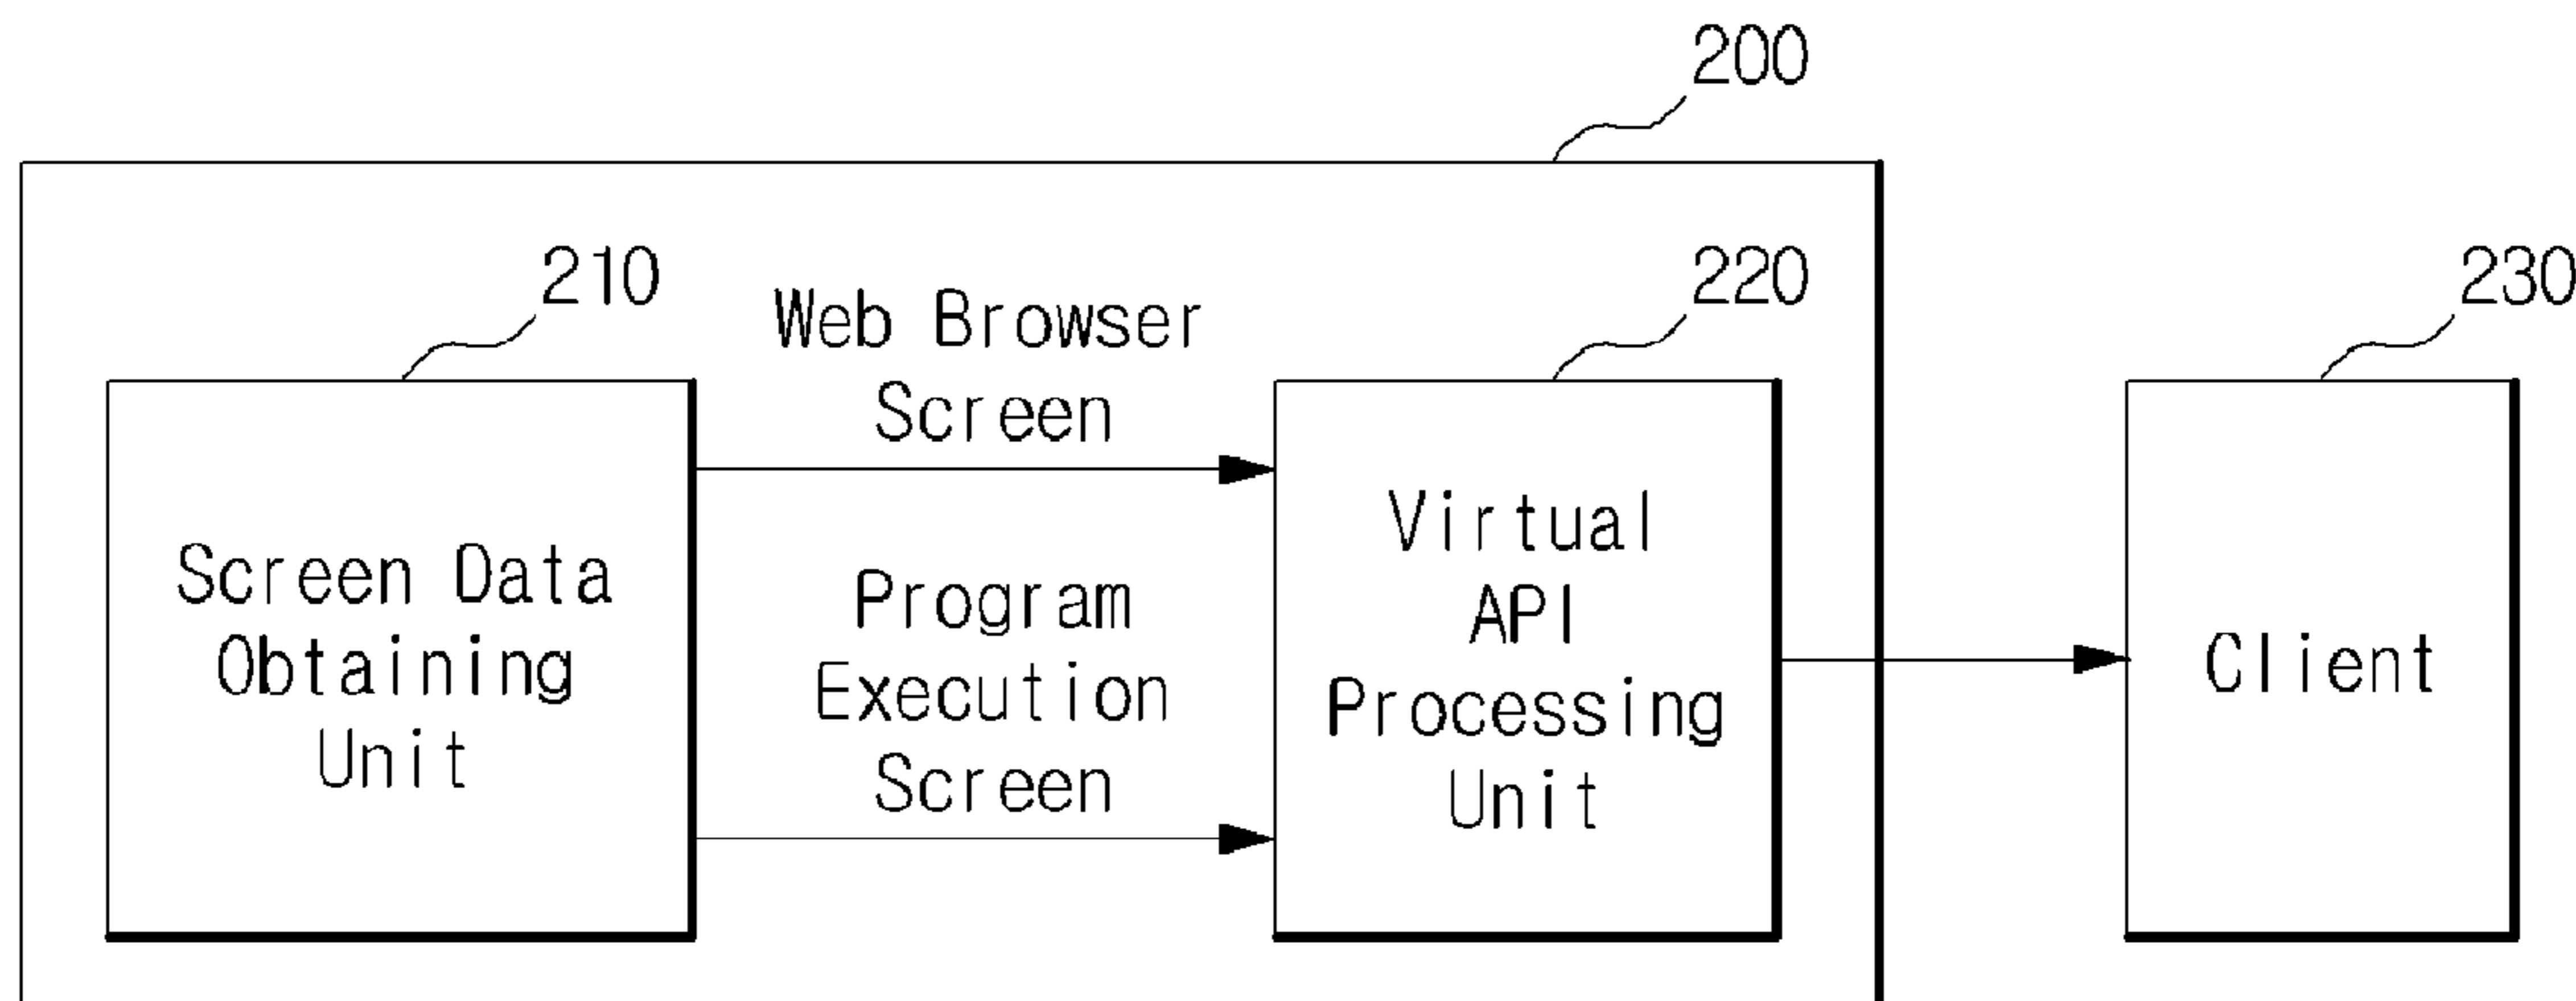 200
210
Web Browser
Screen
220
230
Screen Data
Obtaining
Unit
Program
Execution
Screen
Virtual
API
Processing
Unit
Client